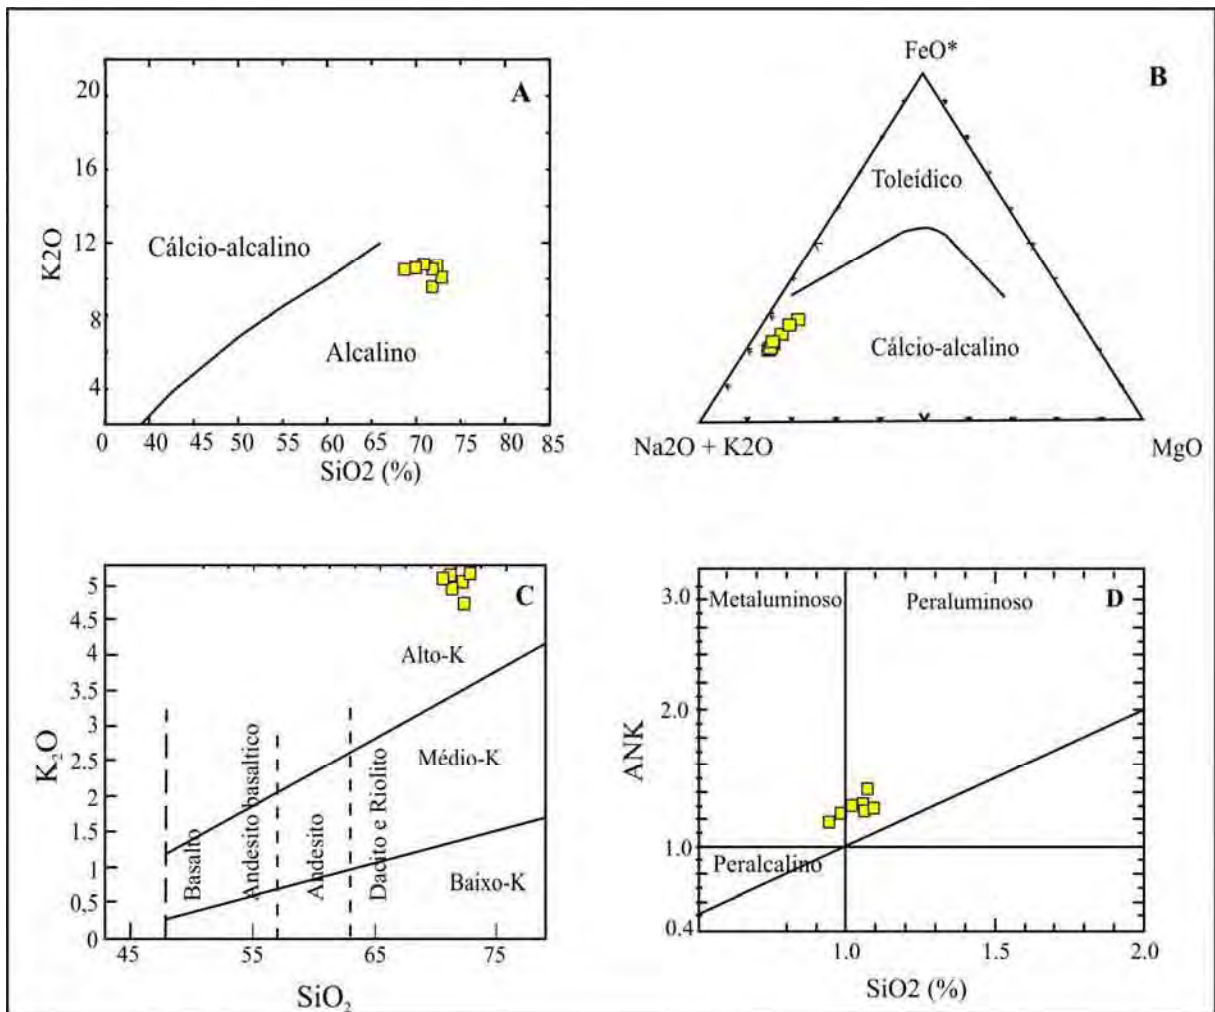 A
20
16
12
8
4
K2O
Cálcio-alcalino
Alcalino
0 40 45 50 55 60 65 70 75 80 85
SiO2 (%)
B
FeO*
Toleídico
Cálcio-alcalino
Na2O + K2O
MgO
C
5
4.5
4
3.5
3
2.5
2
1.5
1
0,5
0
K₂O
Alto-K
Médio-K
Baixo-K
Basalto
Andesito basaltico
Andesito
Dacito e Riolito
45 55 65 75
SiO₂
D
Metaluminoso
Peraluminoso
3.0
2.0
1.0
0.4
ANK
Peralcalino
1.0 1.5 2.0
SiO2 (%)